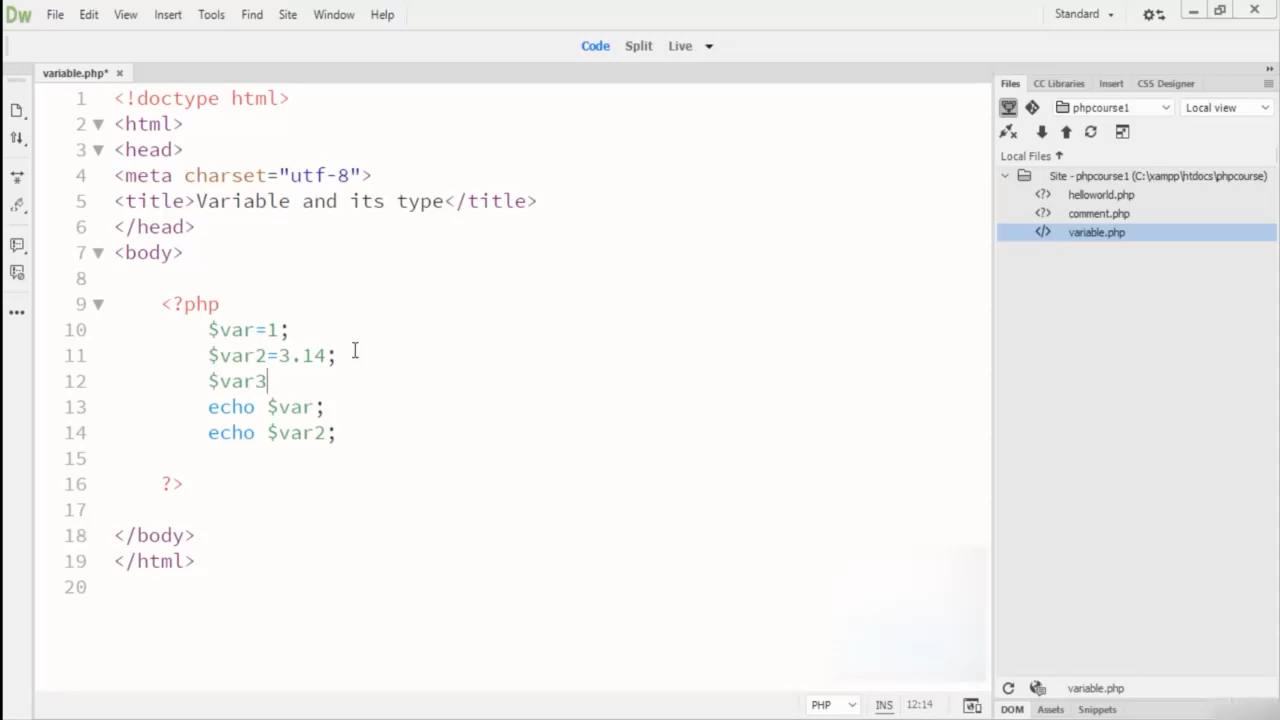 Dw File Edit View Insert Tools Find Site Window Help Standard
Code Split Live
variable.php*
Files CC Libraries Insert CSS Designer
phpcourse1 Local view
Local Files
Site - phpcourse1 (C:\xampp\htdocs\phpcourse)
helloworld.php
comment.php
variable.php
1 <!doctype html>
2 <html>
3 <head>
4 <meta charset="utf-8">
5 <title>Variable and its type</title>
6 </head>
7 <body>
8
9 <?php
10 $var=1;
11 $var2=3.14;
12 $var3
13 echo $var;
14 echo $var2;
15
16 ?>
17
18 </body>
19 </html>
20
PHP INS 12:14
variable.php
DOM Assets Snippets